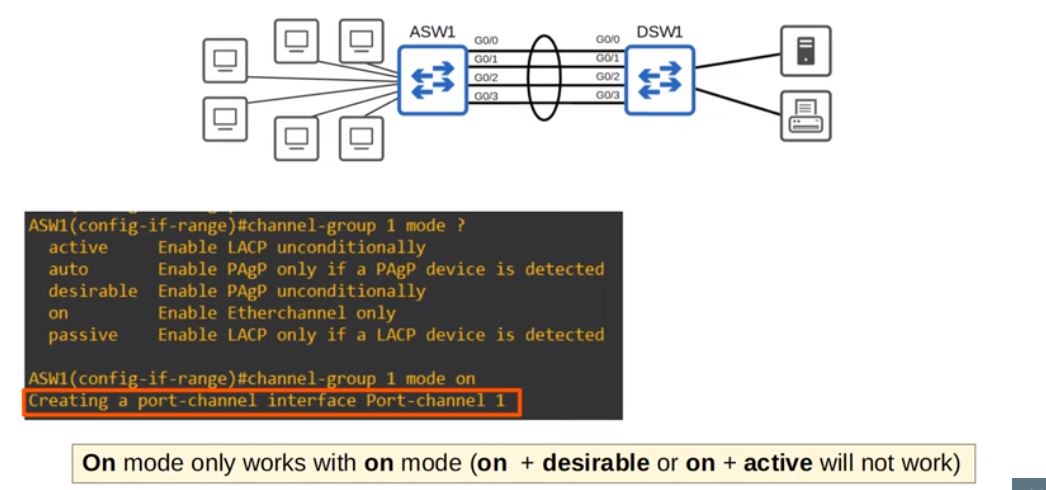 ASW1 DSW1
G0/0 G0/0
G0/1 G0/1
G0/2 G0/2
G0/3 G0/3
ASW1(config-if-range)#channel-group 1 mode ?
active Enable LACP unconditionally
auto Enable PAgP only if a PAgP device is detected
desirable Enable PAgP unconditionally
on Enable Etherchannel only
passive Enable LACP only if a LACP device is detected
ASW1(config-if-range)#channel-group 1 mode on
Creating a port-channel interface Port-channel 1
On mode only works with on mode (on + desirable or on + active will not work)